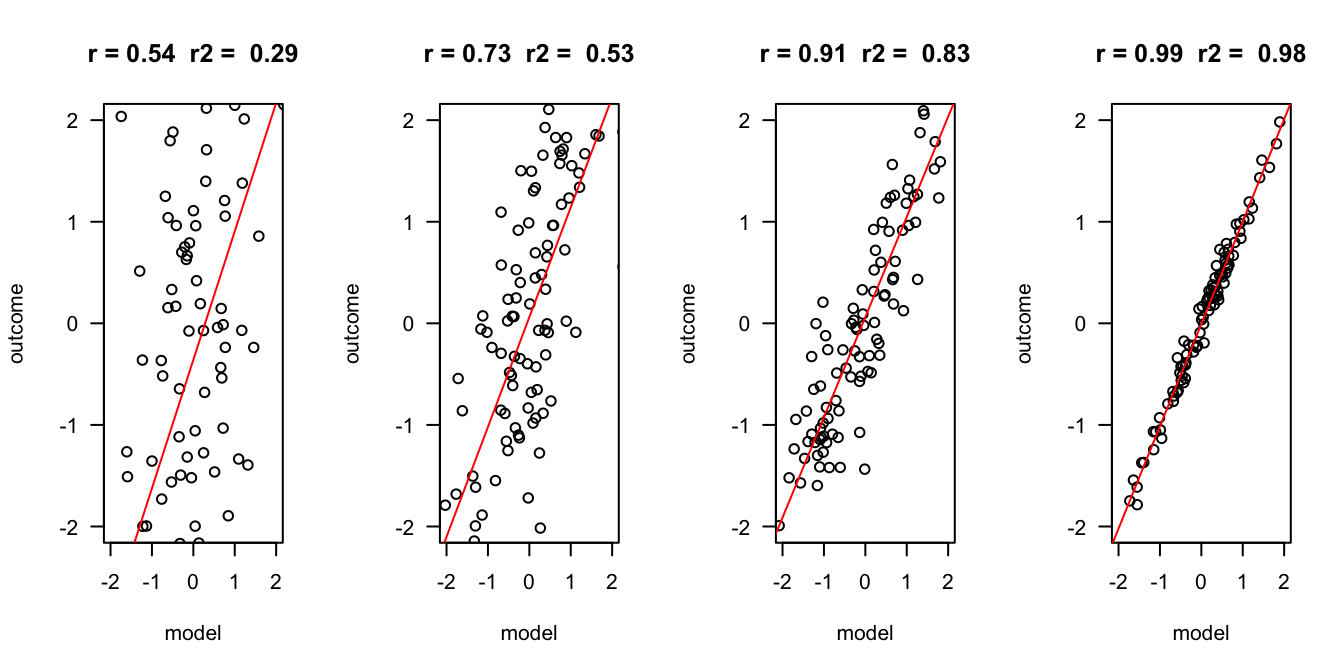 r = 0.54  r2 =  0.29
outcome
2
1
0
-1
-2
-2 -1 0 1 2
model
r = 0.73  r2 =  0.53
outcome
2
1
0
-1
-2
-2 -1 0 1 2
model
r = 0.91  r2 =  0.83
outcome
2
1
0
-1
-2
-2 -1 0 1 2
model
r = 0.99  r2 =  0.98
outcome
2
1
0
-1
-2
-2 -1 0 1 2
model